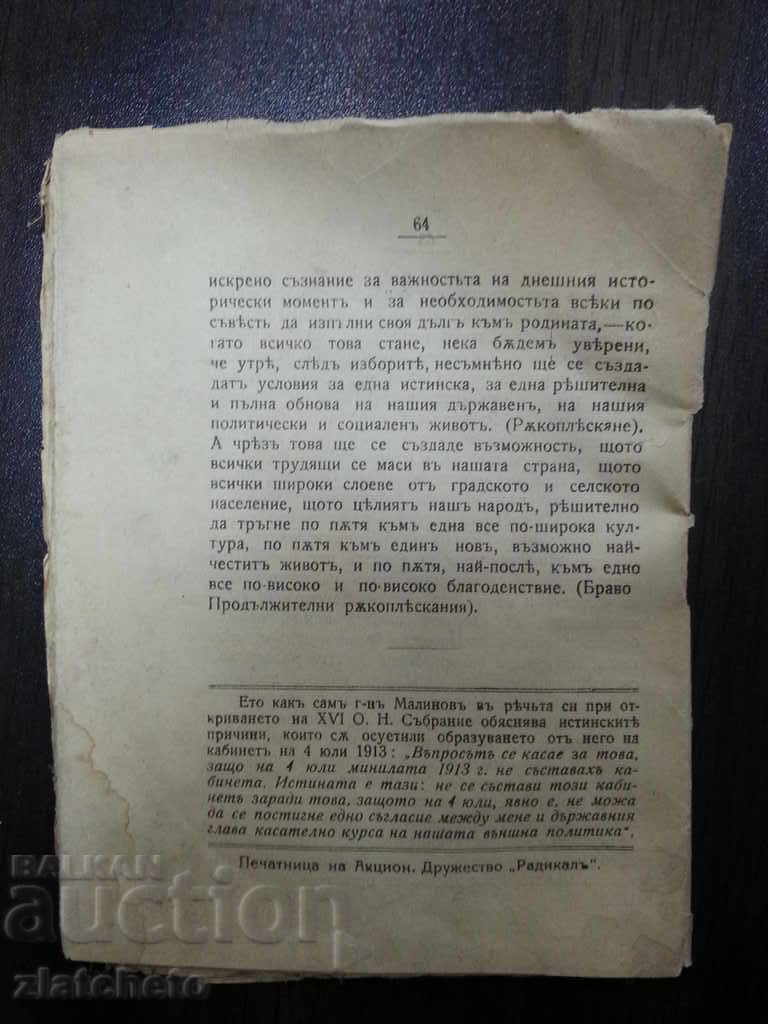 64
искрено съзнание за важностьта на днешния исто-
рически моментъ и за необходимостьта всѣки по
съвѣсть да изпълни своя дългъ къмъ родината,—ко-
гато всичко това стане, нека бѫдемъ увѣрени,
че утрѣ, слѣдъ изборитѣ, несъмнѣно ще се създа-
датъ условия за една истинска, за една рѣшителна
и пълна обнова на нашия държавенъ, на нашия
политически и социаленъ животъ. (Рѫкоплѣскяне).
А чрѣзъ това ще се създаде възможность, щото
всички трудящи се маси въ нашата страна, щото
всички широки слоеве отъ градското и селското
население, щото цѣлиятъ нашъ народъ, рѣшително
да тръгне по пѫтя къмъ една все по-широка кул-
тура, по пѫтя къмъ единъ новъ, възможно най-
честитъ животъ, и по пѫтя, най-послѣ, къмъ едно
все по-високо и по-високо благоденствие. (Браво
Продължителни рѫкоплѣскания).
Ето какъ самъ г-нъ Малиновъ въ рѣчьта си при от-
криването на XVI О. Н. Събрание обяснява истинскитѣ
причини, които сѫ осуетили образуването отъ него на
кабинетъ на 4 юли 1913: „Въпросътъ се касае за това,
защо на 4 юли миналата 1913 г. не съставахъ ка-
бинета. Истината е тази: не се състави този каби-
нетъ заради това, защото на 4 юли, явно е, не можа
да се постигне едно съгласие между мене и държавния
глава касателно курса на нашата външна политика“.
Печатница на Акцион. Дружество „Радикалъ“.
BALKAN
auction
zlatcheto